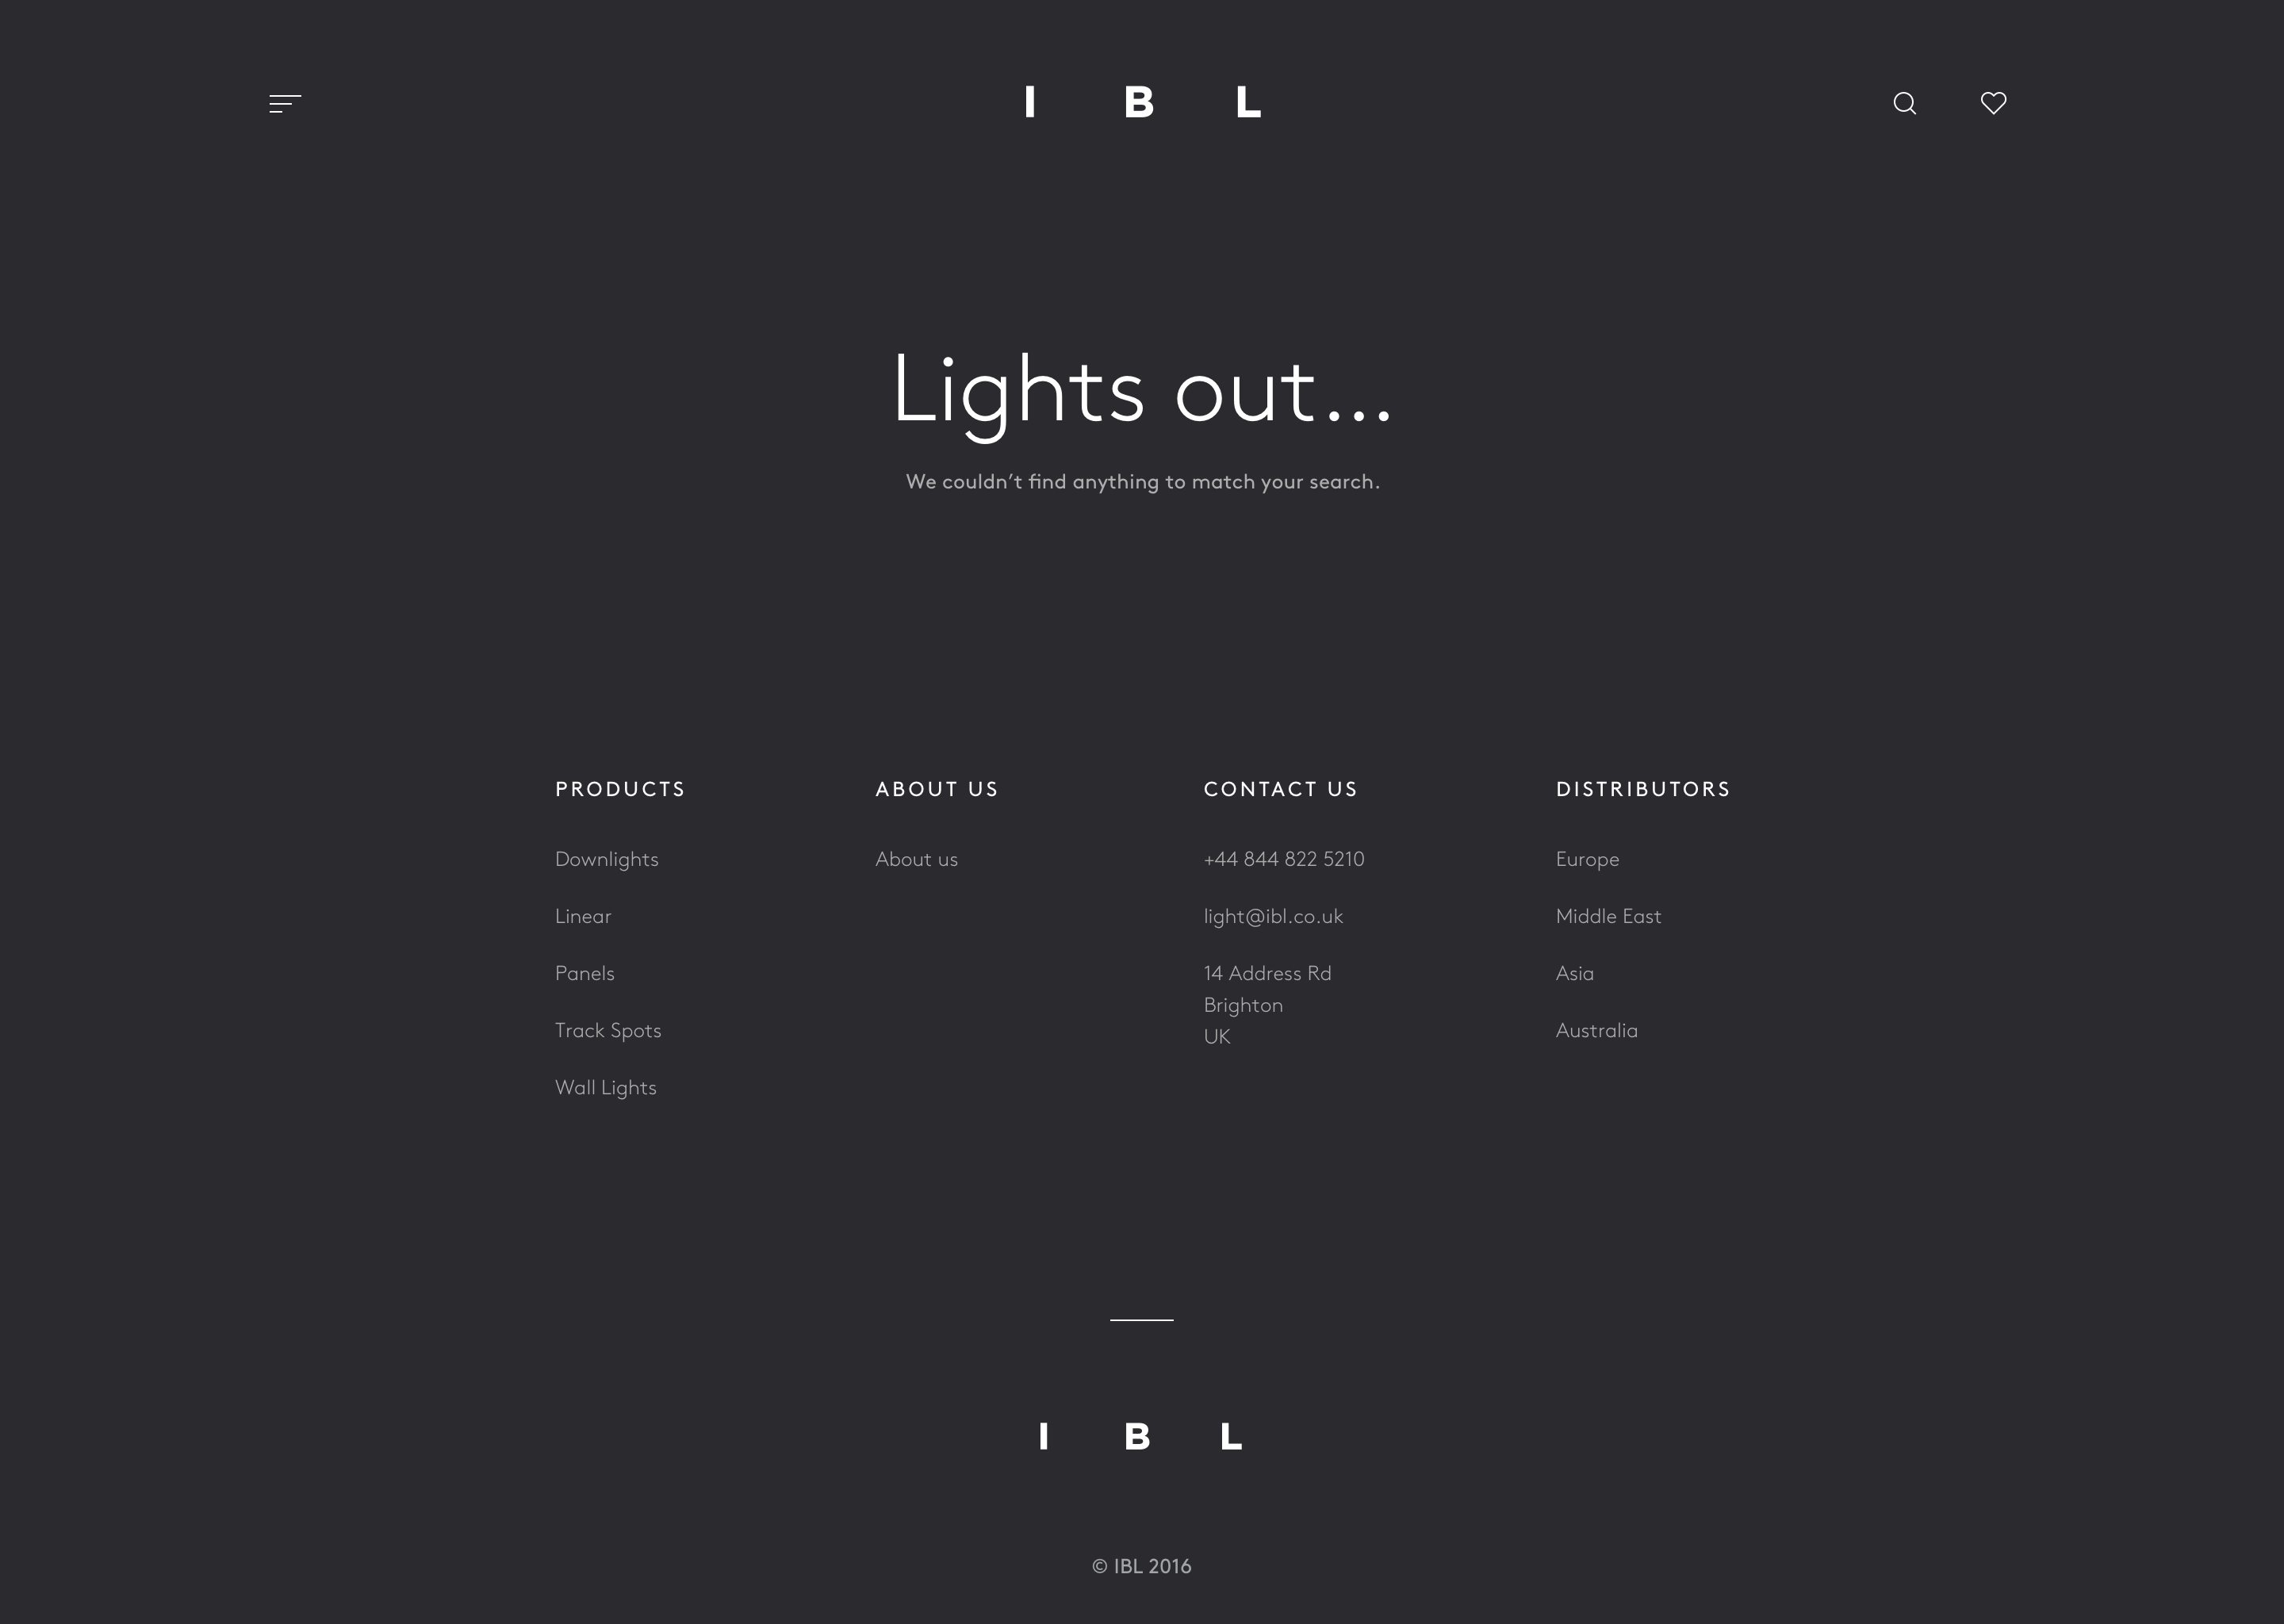 I B L
Lights out...
We couldn’t find anything to match your search.
PRODUCTS
Downlights
Linear
Panels
Track Spots
Wall Lights
ABOUT US
About us
CONTACT US
+44 844 822 5210
light@ibl.co.uk
14 Address Rd
Brighton
UK
DISTRIBUTORS
Europe
Middle East
Asia
Australia
I B L
© IBL 2016